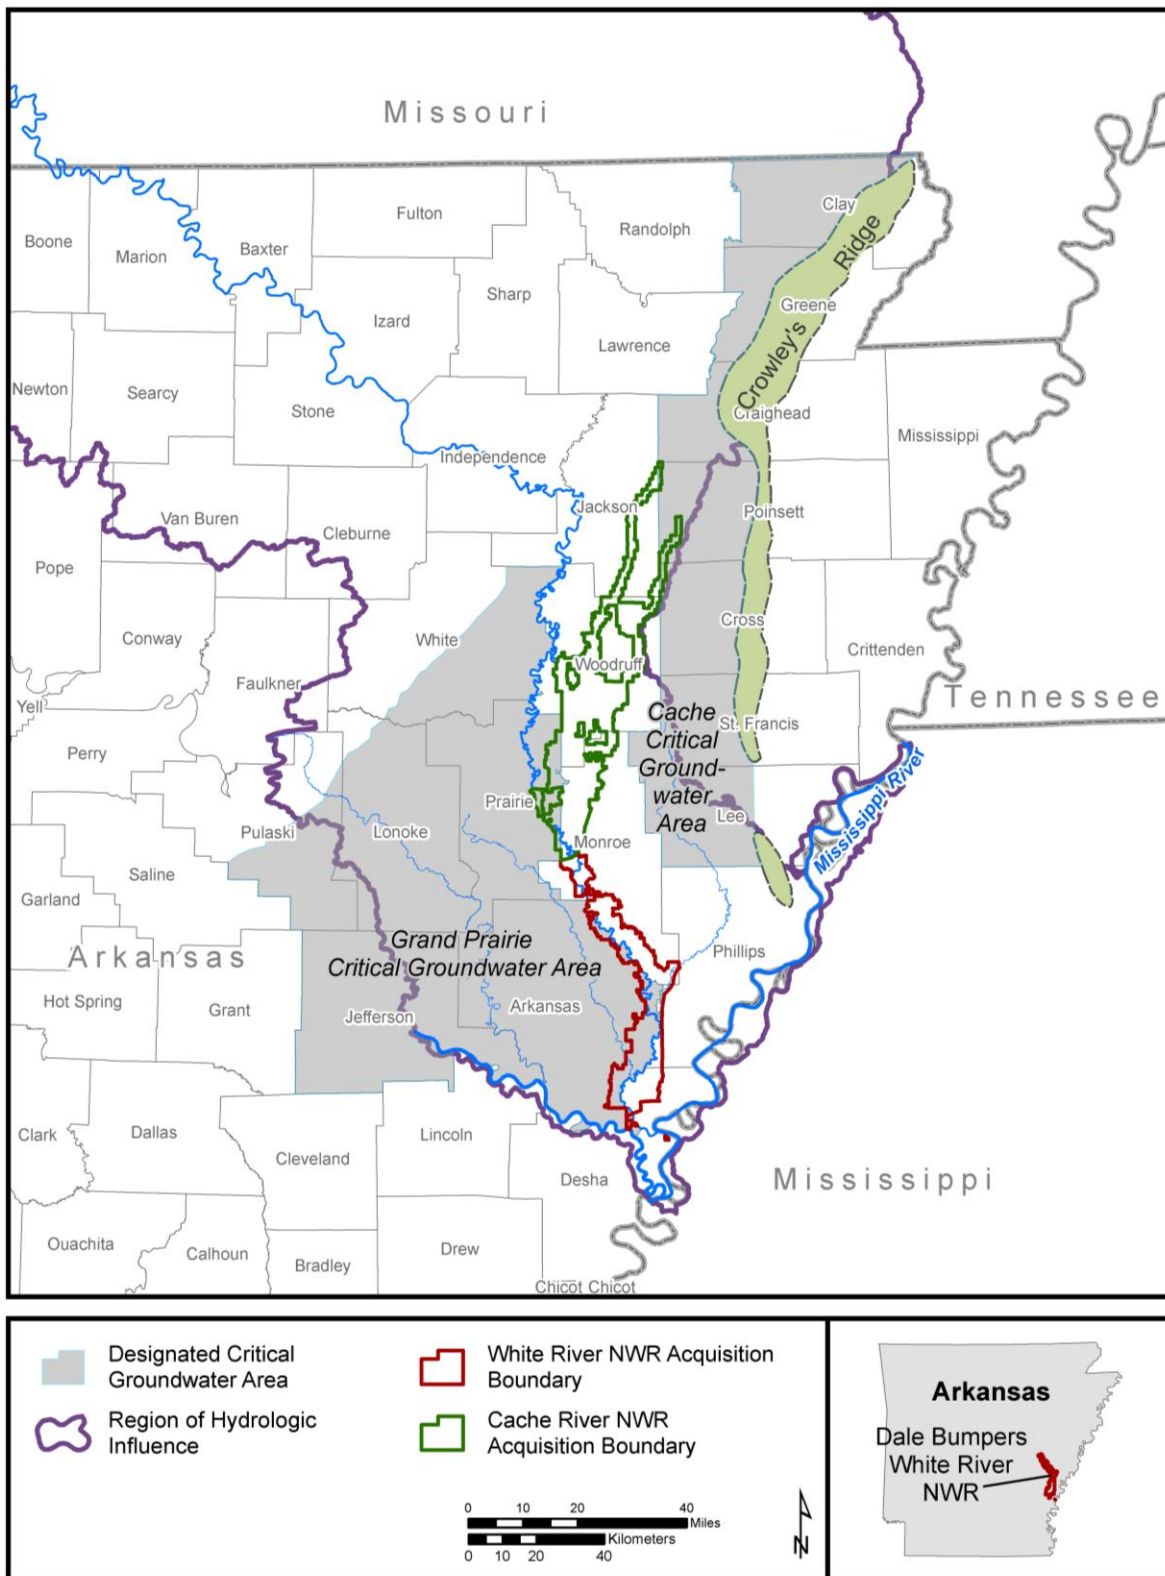 Missouri
Clay
Fulton
Randolph
Boone
Baxter
Marion
Ridge
Sharp
Greene
Izard
Lawrence
Crowley's
Newton
Searcy
Stone
Craighead
Mississippi
Independence
Jackson
Van Buren
Poinsett
Cleburne
Pope
Cross
Conway
White
Crittenden
Woodruff
Faulkner
Tennessee
Yell
Cache
Critical
Ground-
water
Area
St. Francis
Perry
Mississippi River
Prairie
Lee
Pulaski
Lonoke
Monroe
Saline
Garland
Grand Prairie
Critical Groundwater Area
Arkansas
Phillips
Hot Spring
Grant
Arkansas
Jefferson
Clark
Dallas
Lincoln
Cleveland
Desha
Mississippi
Ouachita
Calhoun
Drew
Bradley
Chicot Chicot
Designated Critical
Groundwater Area
Region of Hydrologic
Influence
White River NWR Acquisition
Boundary
Cache River NWR
Acquisition Boundary
0 10 20 40
Miles
Kilometers
0 10 20 40
N
Arkansas
Dale Bumpers
White River
NWR